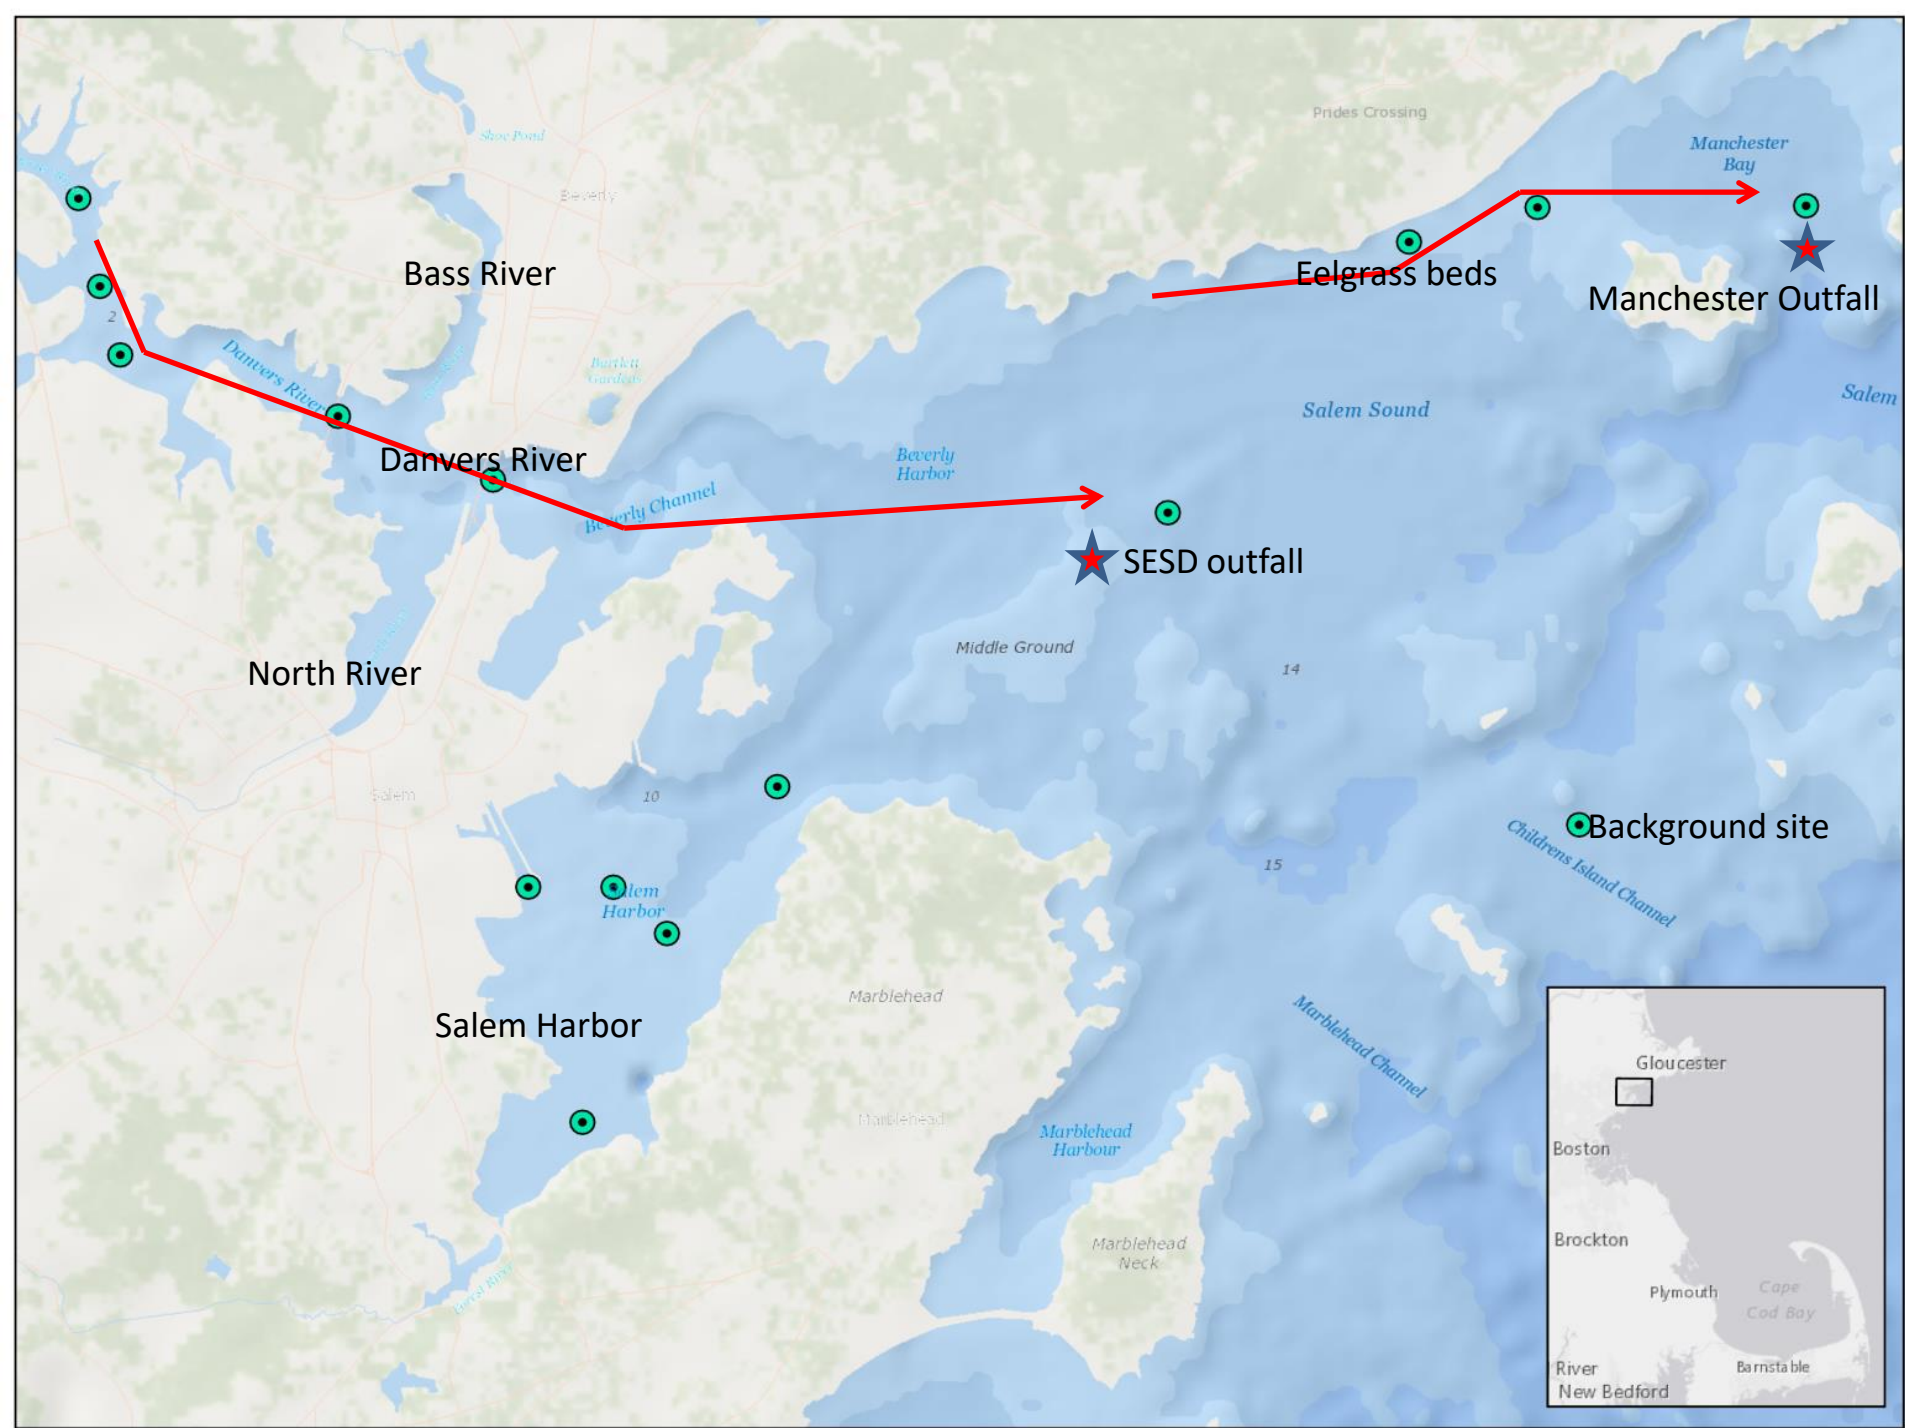 Prides Crossing
Manchester
Bay
Shoe Pond
Beverly
Bass River
Eelgrass beds
Manchester Outfall
2
Danvers River
Bartlett
Gardens
Salem Sound
Salem
Danvers River
Beverly
Harbor
Beverly Channel
SESD outfall
Middle Ground
North River
14
Salem
10
15
Background site
Childrens Island Channel
Salem
Harbor
Marblehead
Salem Harbor
Marblehead Channel
Marblehead
Marblehead
Harbour
Marblehead
Neck
Forest River
Gloucester
Boston
Brockton
Plymouth
Cape
Cod Bay
Barnstable
River
New Bedford